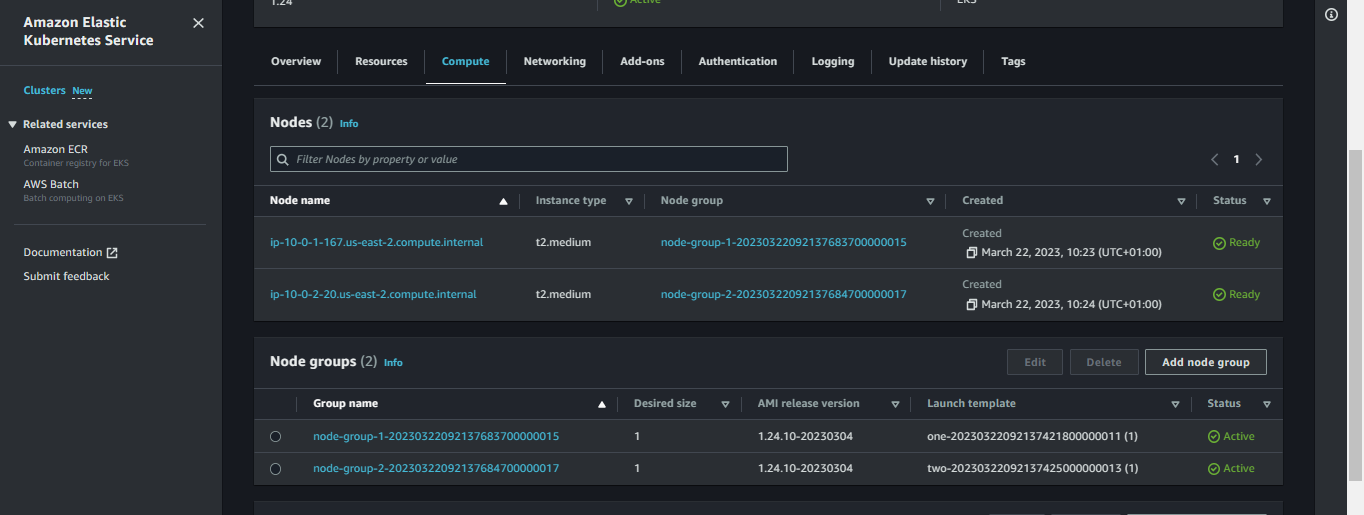 Amazon Elastic
Kubernetes Service
Clusters New
Related services
Amazon ECR
Container registry for EKS
AWS Batch
Batch computing on EKS
Documentation
Submit feedback
1.24 Active EKS
Overview Resources Compute Networking Add-ons Authentication Logging Update history Tags
Nodes (2) Info
Filter Nodes by property or value 1
Node name Instance type Node group Created Status
ip-10-0-1-167.us-east-2.compute.internal t2.medium node-group-1-20230322092137683700000015 Created
March 22, 2023, 10:23 (UTC+01:00) Ready
ip-10-0-2-20.us-east-2.compute.internal t2.medium node-group-2-20230322092137684700000017 Created
March 22, 2023, 10:24 (UTC+01:00) Ready
Node groups (2) Info Edit Delete Add node group
Group name Desired size AMI release version Launch template Status
node-group-1-20230322092137683700000015 1 1.24.10-20230304 one-20230322092137421800000011 (1) Active
node-group-2-20230322092137684700000017 1 1.24.10-20230304 two-20230322092137425000000013 (1) Active